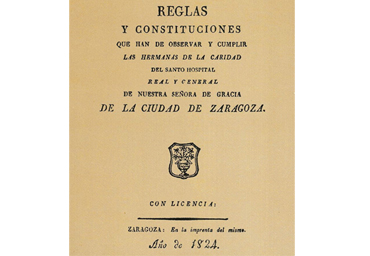 REGLAS
Y CONSTITUCIONES
QUE HAN DE OBSERVAR Y CUMPLIR
LAS HERMANAS DE LA CARIDAD
DEL SANTO HOSPITAL
REAL Y GENERAL
DE NUESTRA SEÑORA DE GRACIA
DE LA CIUDAD DE ZARAGOZA.
CON LICENCIA:
ZARAGOZA: En la imprenta del mismo.
Año de 1824.